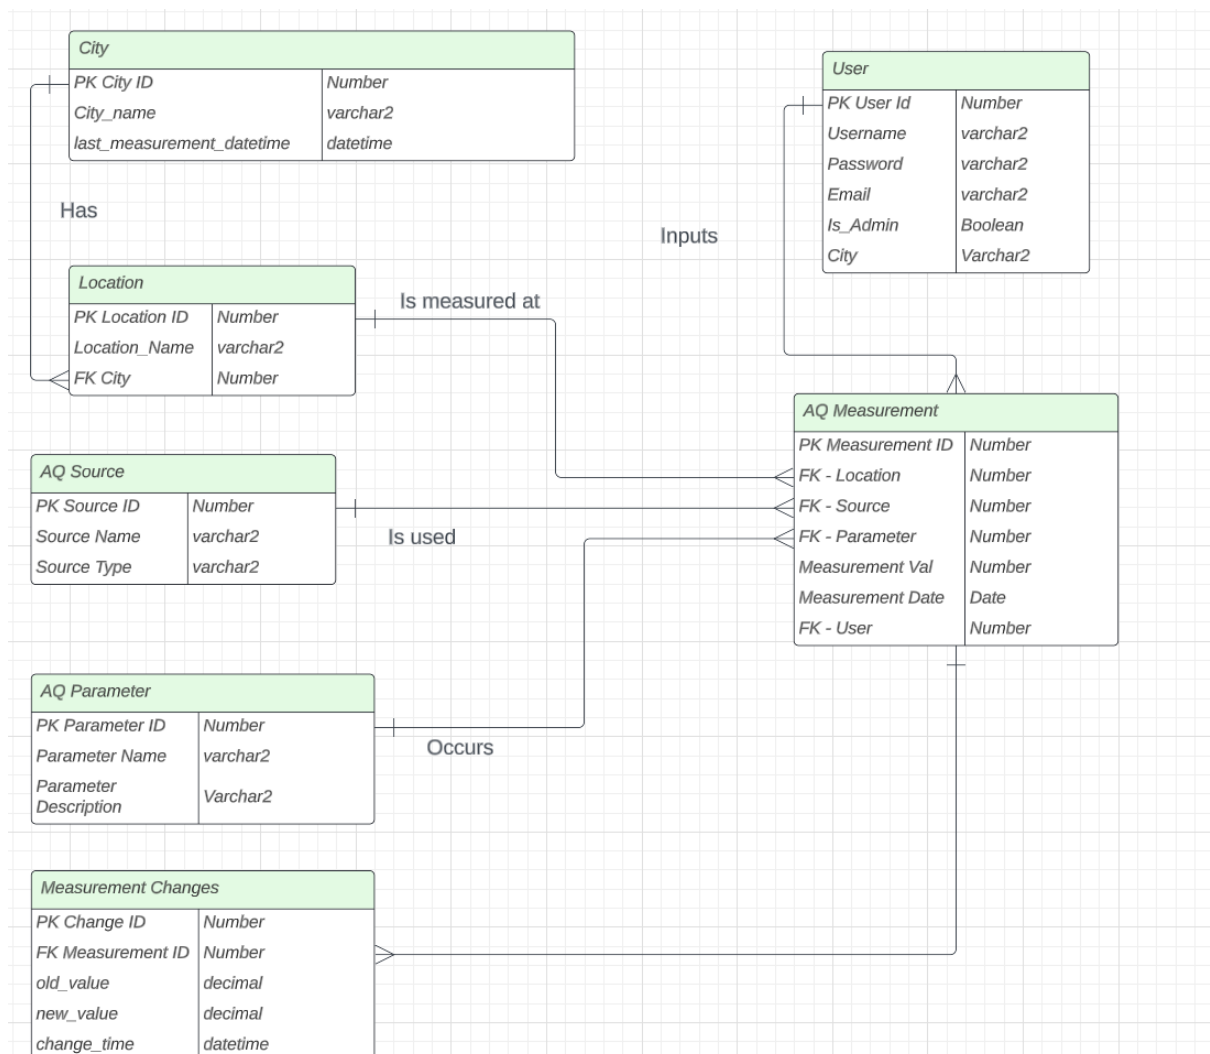 City
PK City ID Number
City_name varchar2
last_measurement_datetime datetime
Has
User
PK User Id Number
Username varchar2
Password varchar2
Email varchar2
Is_Admin Boolean
City Varchar2
Inputs
Location
PK Location ID Number
Location_Name varchar2
FK City Number
Is measured at
AQ Measurement
PK Measurement ID Number
FK - Location Number
FK - Source Number
FK - Parameter Number
Measurement Val Number
Measurement Date Date
FK - User Number
AQ Source
PK Source ID Number
Source Name varchar2
Source Type varchar2
Is used
AQ Parameter
PK Parameter ID Number
Parameter Name varchar2
Parameter
Description Varchar2
Occurs
Measurement Changes
PK Change ID Number
FK Measurement ID Number
old_value decimal
new_value decimal
change_time datetime